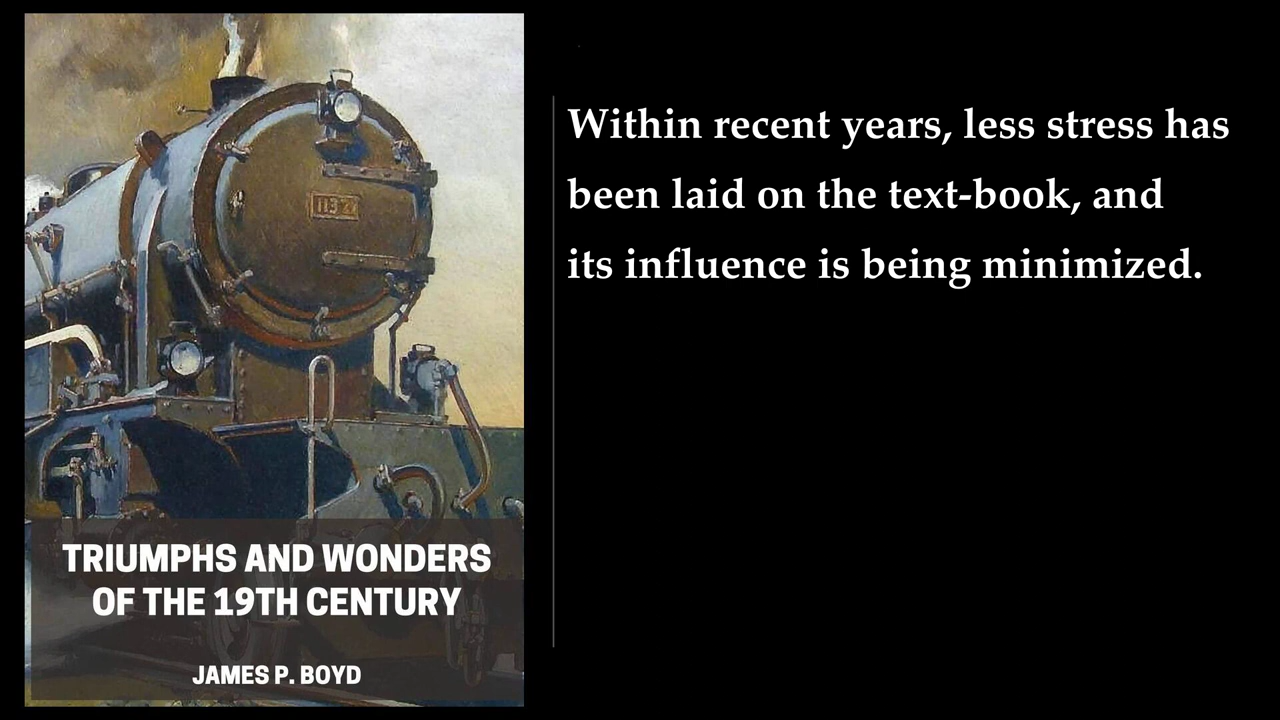 TRIUMPHS AND WONDERS
OF THE 19TH CENTURY
JAMES P. BOYD
Within recent years, less stress has
been laid on the text-book, and
its influence is being minimized.